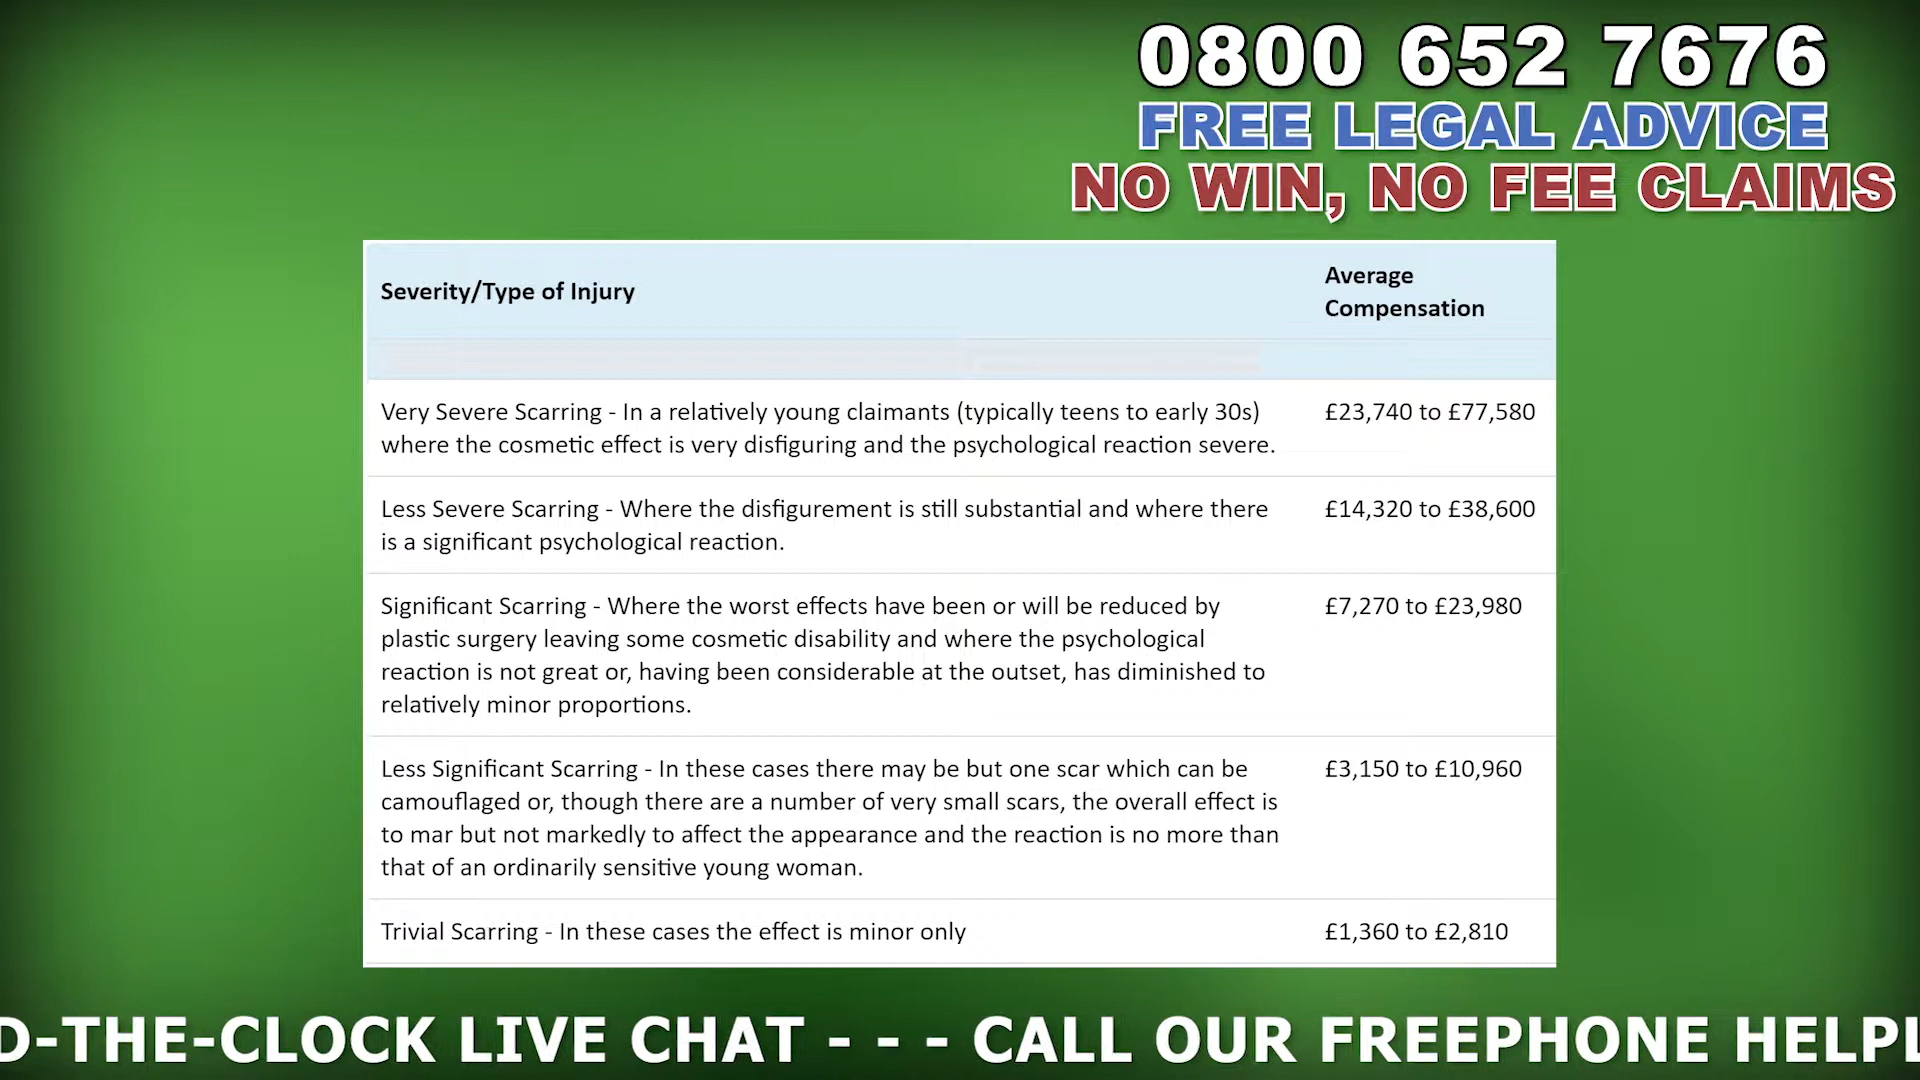 0800 652 7676
FREE LEGAL ADVICE
NO WIN, NO FEE CLAIMS
Severity/Type of Injury
Average
Compensation
Very Severe Scarring - In a relatively young claimants (typically teens to early 30s)
where the cosmetic effect is very disfiguring and the psychological reaction severe.
£23,740 to £77,580
Less Severe Scarring - Where the disfigurement is still substantial and where there
is a significant psychological reaction.
£14,320 to £38,600
Significant Scarring - Where the worst effects have been or will be reduced by
plastic surgery leaving some cosmetic disability and where the psychological
reaction is not great or, having been considerable at the outset, has diminished to
relatively minor proportions.
£7,270 to £23,980
Less Significant Scarring - In these cases there may be but one scar which can be
camouflaged or, though there are a number of very small scars, the overall effect is
to mar but not markedly to affect the appearance and the reaction is no more than
that of an ordinarily sensitive young woman.
£3,150 to £10,960
Trivial Scarring - In these cases the effect is minor only
£1,360 to £2,810
D-THE-CLOCK LIVE CHAT - - - CALL OUR FREEPHONE HELPL